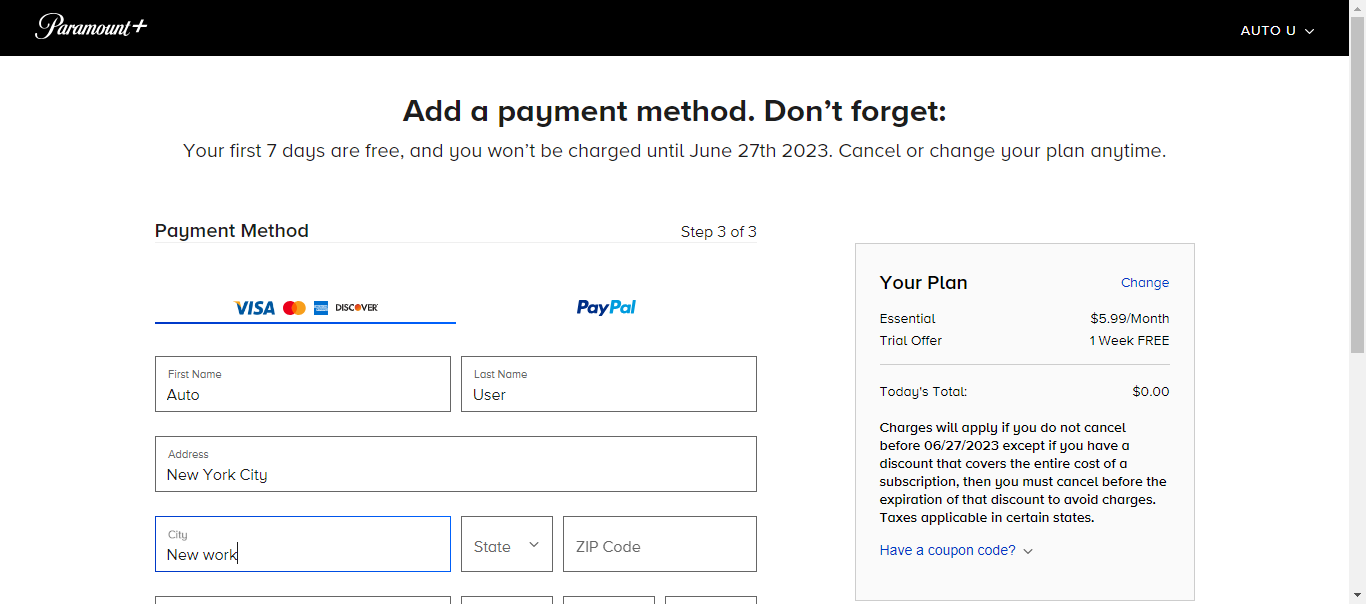 Paramount+
AUTO U
Add a payment method. Don’t forget:
Your first 7 days are free, and you won’t be charged until June 27th 2023. Cancel or change your plan anytime.
Payment Method
Step 3 of 3
VISA
DISCOVER
PayPal
First Name
Auto
Last Name
User
Address
New York City
City
New work
State
ZIP Code
Your Plan
Change
Essential
$5.99/Month
Trial Offer
1 Week FREE
Today's Total:
$0.00
Charges will apply if you do not cancel
before 06/27/2023 except if you have a
discount that covers the entire cost of a
subscription, then you must cancel before the
expiration of that discount to avoid charges.
Taxes applicable in certain states.
Have a coupon code?